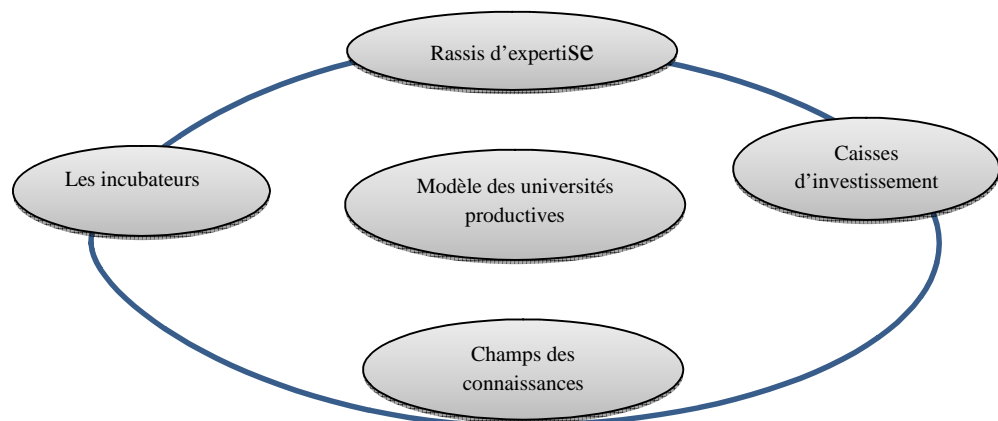 Rassis d’expertise
Les incubateurs
Caisses
d’investissement
Modèle des universités
productives
Champs des
connaissances